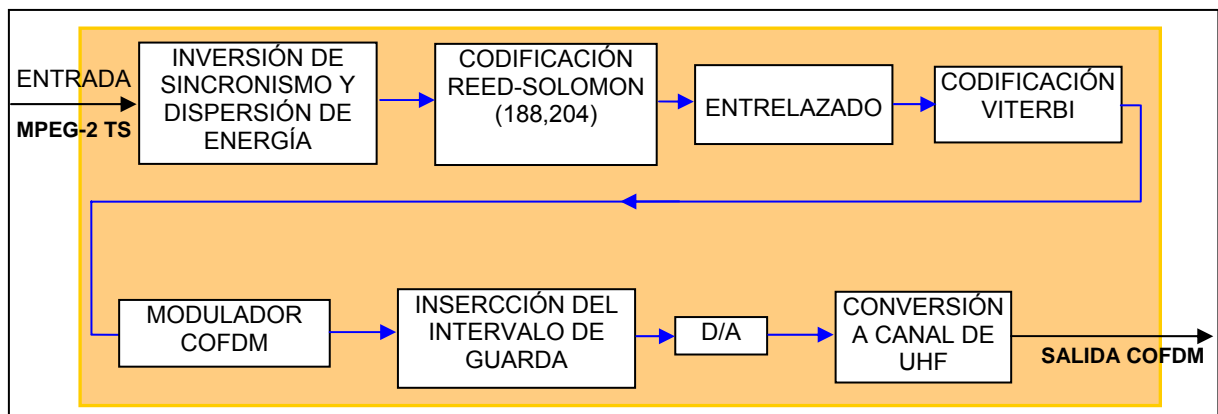 ENTRADA
MPEG-2 TS
INVERSIÓN DE
SINCRONISMO Y
DISPERSIÓN DE
ENERGÍA
CODIFICACIÓN
REED-SOLOMON
(188,204)
ENTRELAZADO
CODIFICACIÓN
VITERBI
MODULADOR
COFDM
INSERCCIÓN DEL
INTERVALO DE
GUARDA
D/A
CONVERSIÓN
A CANAL DE
UHF
SALIDA COFDM